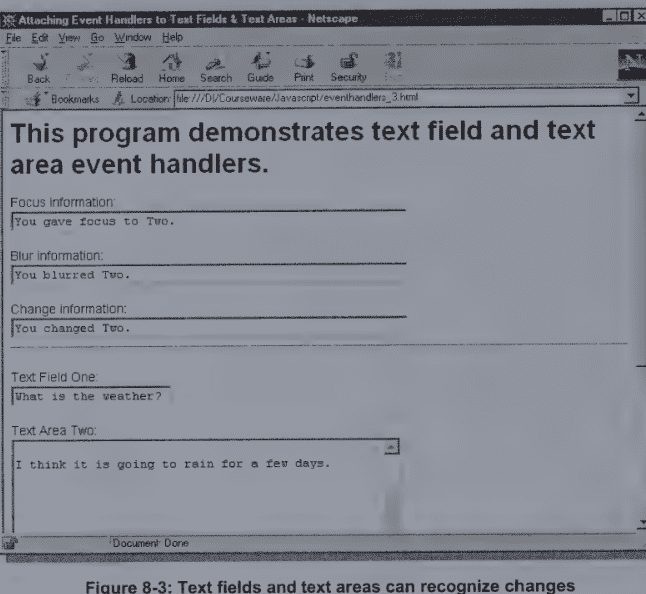 Attaching Event Handlers to Text Fields & Text Areas - Netscape
File Edit View Go Window Help
Back Reload Home Search Guide Print Security
Bookmarks Location: file:///D|/Courseware/Javascript/eventhandlers_3.html
This program demonstrates text field and text
area event handlers.
Focus information:
You gave focus to Two.
Blur information:
You blurred Two.
Change information:
You changed Two.
Text Field One:
What is the weather?
Text Area Two:
I think it is going to rain for a few days.
Document: Done
Figure 8-3: Text fields and text areas can recognize changes